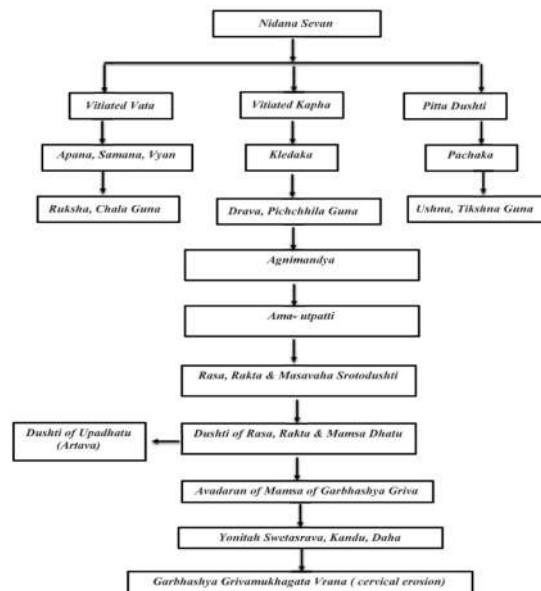 Nidana Sevan
Vitiated Vata
Vitiated Kapha
Pitta Dushti
Apana, Samana, Vyan
Kledaka
Pachaka
Ruksha, Chala Guna
Drava, Pichchhila Guna
Ushna, Tikshna Guna
Agnimandya
Ama- utpatti
Rasa, Rakta & Masavaha Srotodushti
Dushti of Upadhatu
(Artava)
Dushti of Rasa, Rakta & Mamsa Dhatu
Avadaran of Mamsa of Garbhashya Griva
Yonitah Swetasrava, Kandu, Daha
Garbhashya Grivamukhagata Vrana ( cervical erosion)